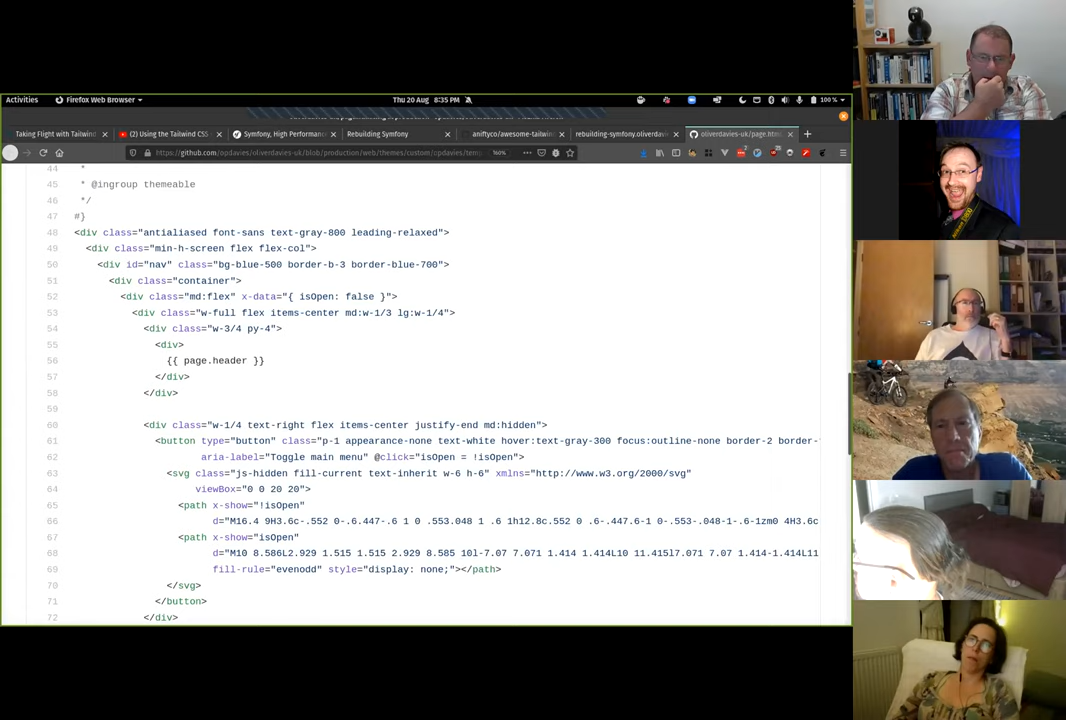 Activities Firefox Web Browser Thu 20 Aug 8:35 PM 100 %
Taking Flight with Tailwind (2) Using the Tailwind CSS Symfony, High Performance Rebuilding Symfony aniftyco/awesome-tailwind rebuilding-symfony.oliverdavi oliverdavies-uk/page.htm
https://github.com/opdavies/oliverdavies-uk/blob/production/web/themes/custom/opdavies/tem 160%
44 *
45 * @ingroup themeable
46 */
47 #}
48 <div class="antialiased font-sans text-gray-800 leading-relaxed">
49 <div class="min-h-screen flex flex-col">
50 <div id="nav" class="bg-blue-500 border-b-3 border-blue-700">
51 <div class="container">
52 <div class="md:flex" x-data="{ isOpen: false }">
53 <div class="w-full flex items-center md:w-1/3 lg:w-1/4">
54 <div class="w-3/4 py-4">
55 <div>
56 {{ page.header }}
57 </div>
58 </div>
59
60 <div class="w-1/4 text-right flex items-center justify-end md:hidden">
61 <button type="button" class="p-1 appearance-none text-white hover:text-gray-300 focus:outline-none border-2 border-
62 aria-label="Toggle main menu" @click="isOpen = !isOpen">
63 <svg class="js-hidden fill-current text-inherit w-6 h-6" xmlns="http://www.w3.org/2000/svg"
64 viewBox="0 0 20 20">
65 <path x-show="!isOpen"
66 d="M16.4 9H3.6c-.552 0-.6.447-.6 1 0 .553.048 1 .6 1h12.8c.552 0 .6-.447.6-1 0-.553-.048-1-.6-1zm0 4H3.6c
67 <path x-show="isOpen"
68 d="M10 8.586L2.929 1.515 1.515 2.929 8.585 10l-7.07 7.071 1.414 1.414L10 11.415l7.071 7.07 1.414-1.414L11
69 fill-rule="evenodd" style="display: none;"></path>
70 </svg>
71 </button>
72 </div>